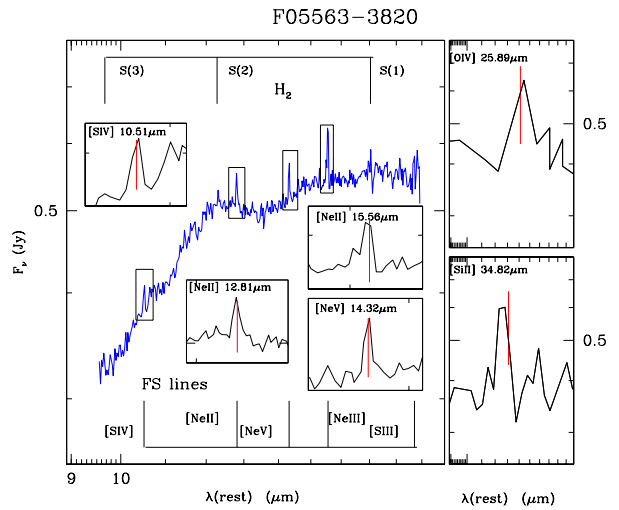 F05563−3820
S(3) S(2) S(1)
H2
[SIV] 10.51μm
[NeII] 15.56μm
[NeII] 12.81μm
[NeV] 14.32μm
FS lines
[SIV] [NeII] [NeV] [NeIII] [SIII]
0.5
Fν (Jy)
9 10
λ(rest) (μm)
[OIV] 25.89μm
0.5
[SiII] 34.82μm
0.5
λ(rest) (μm)